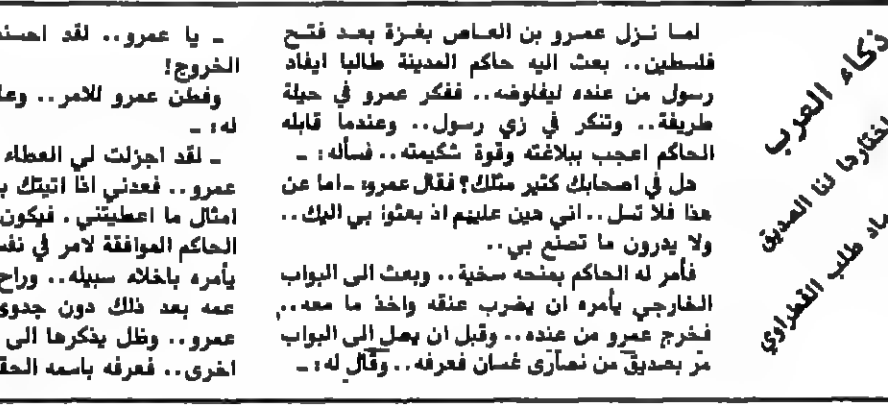 ذكاء العرب
اختارها لنا الصديق
طلب القطراوي
لما نزل عمرو بن العاص بغزة بعد فتح
فلسطين.. بعث اليه حاكم المدينة طالبا ايفاد
رسول من عنده ليفاوضه.. ففكر عمرو في حيلة
طريفة.. وتنكر في زي رسول.. وعندما قابله
الحاكم اعجب ببلاغته وقوة شكيمته.. فسأله: ـ
هل في اصحابك كثير مثلك؟ فقال عمرو: ـ اما عن
هذا فلا تسل.. اني هين عليهم اذ بعثوا بي اليك..
ولا يدرون ما تصنع بي..
فأمر له الحاكم بمنحه سخية.. وبعث الى البواب
الخارجي يأمره ان يضرب عنقه واخذ ما معه..
فخرج عمرو من عنده.. وقبل ان يصل إلى البواب
مر بصديق من نصارى غسان فعرفه.. وقال له: ـ
ـ يا عمرو.. لقد احسنت
الخروج!
وفطن عمرو للامر.. وعا
له: ـ
ـ لقد اجزلت لي العطاء
عمرو.. فعدني اذا اتيتك
امثال ما اعطيتني. فيكون
الحاكم الموافقة لامر في نفس
يأمره باخلاء سبيله.. وراح
عمه بعد ذلك دون جدوى
عمرو.. وظل يذكرها الى
اخرى.. فعرفه باسمه